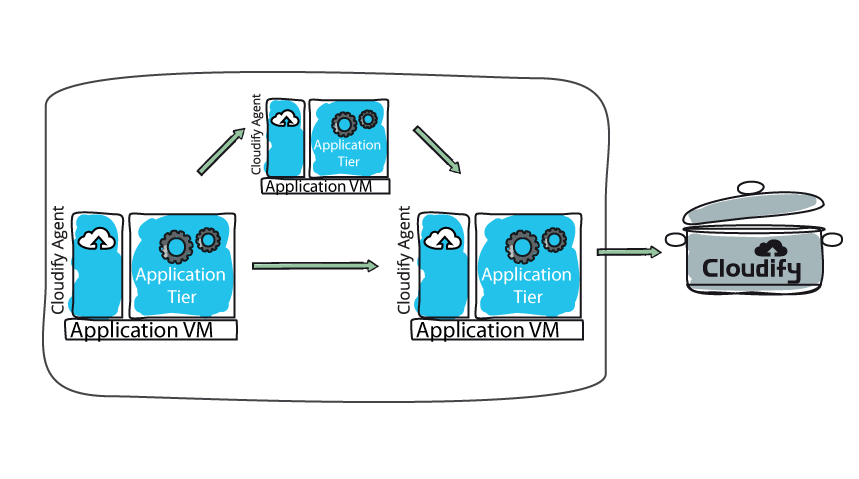 Cloudify Agent
Application
Tier
Application VM
Cloudify Agent
Application
Tier
Application VM
Cloudify Agent
Application
Tier
Application VM
Cloudify